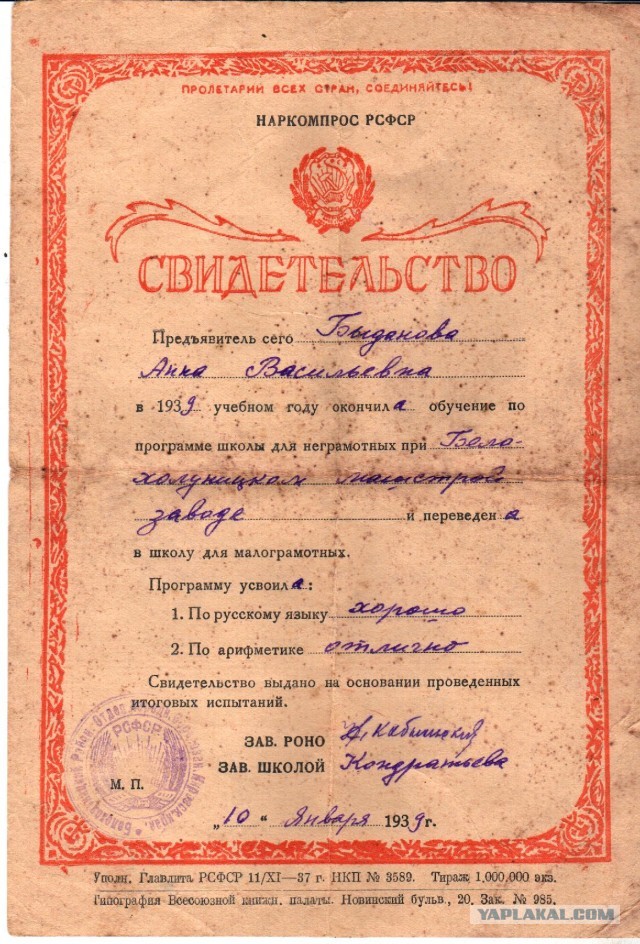 ПРОЛЕТАРИИ ВСЕХ СТРАН, СОЕДИНЯЙТЕСЬ!
НАРКОМПРОС РСФСР
СВИДЕТЕЛЬСТВО
Предъявитель сего Быданова
Анна Васильевна
в 1939 учебном году окончила обучение по
программе школы для неграмотных при Бело-
холуницком машстрой
заводе и переведена
в школу для малограмотных.
Программу усвоила:
1. По русскому языку хорошо
2. По арифметике отлично
Свидетельство выдано на основании проведенных
итоговых испытаний.
ЗАВ. РОНО
ЗАВ. ШКОЛОЙ Кондратьева
РСФСР
М. П.
„10“ Января 1939 г.
Уполн. Главлита РСФСР 11/XI—37 г. НКП № 3589. Тираж 1,000,000 экз.
Типография Всесоюзной книжн. палаты. Новинский бульв., 20. Зак. № 985.
YAPLAKAL.COM